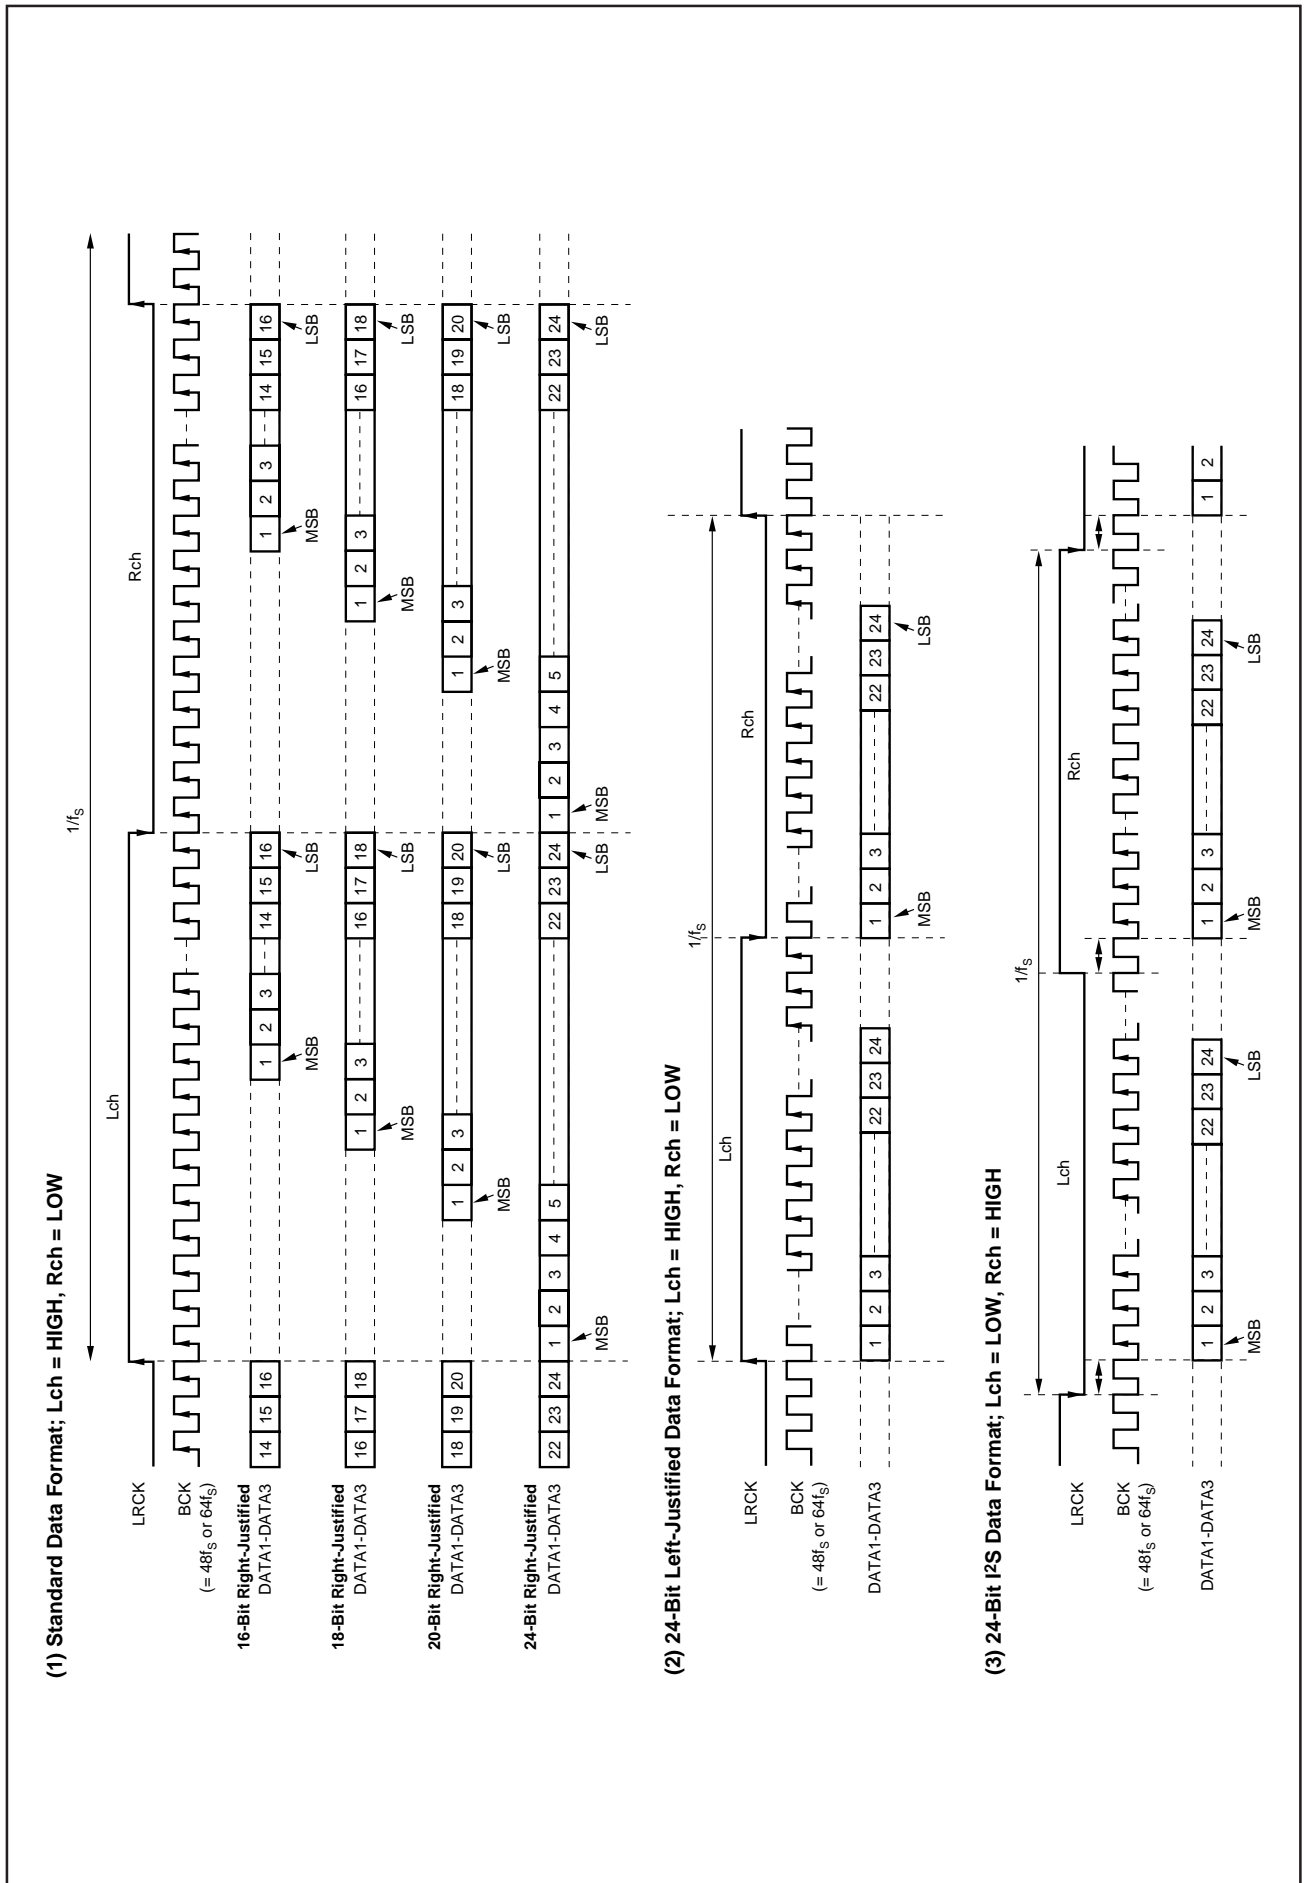 (1) Standard Data Format; Lch = HIGH, Rch = LOW
1/fS
LRCK
Lch
Rch
BCK
(= 48fS or 64fS)
16-Bit Right-Justified
DATA1-DATA3
14 15 16 1 2 3 14 15 16 1 2 3 14 15 16
MSB LSB MSB LSB
18-Bit Right-Justified
DATA1-DATA3
16 17 18 1 2 3 16 17 18 1 2 3 16 17 18
MSB LSB MSB LSB
20-Bit Right-Justified
DATA1-DATA3
18 19 20 1 2 3 18 19 20 1 2 3 18 19 20
MSB LSB MSB LSB
24-Bit Right-Justified
DATA1-DATA3
22 23 24 1 2 3 4 5 22 23 24 1 2 3 4 5 22 23 24
MSB LSB MSB LSB
(2) 24-Bit Left-Justified Data Format; Lch = HIGH, Rch = LOW
1/fS
LRCK
Lch
Rch
BCK
(= 48fS or 64fS)
DATA1-DATA3
1 2 3 22 23 24 1 2 3 22 23 24
MSB LSB
(3) 24-Bit I2S Data Format; Lch = LOW, Rch = HIGH
1/fS
LRCK
Lch
Rch
BCK
(= 48fS or 64fS)
DATA1-DATA3
1 2 3 22 23 24 1 2 3 22 23 24 1 2
MSB LSB MSB LSB